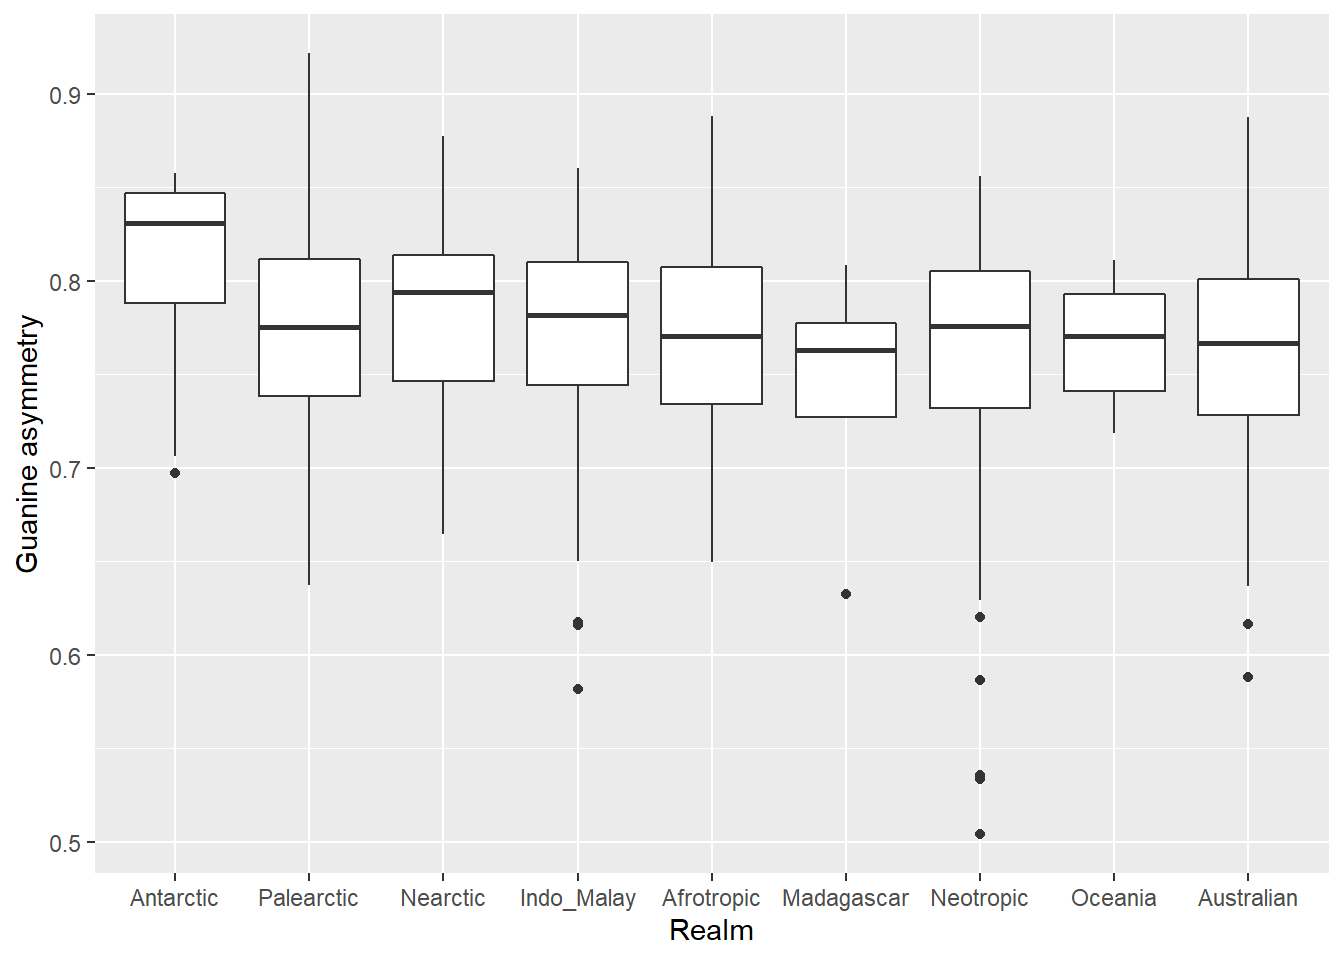 Guanine asymmetry
0.9
0.8
0.7
0.6
0.5
Antarctic Palearctic Nearctic Indo_Malay Afrotropic Madagascar Neotropic Oceania Australian
Realm